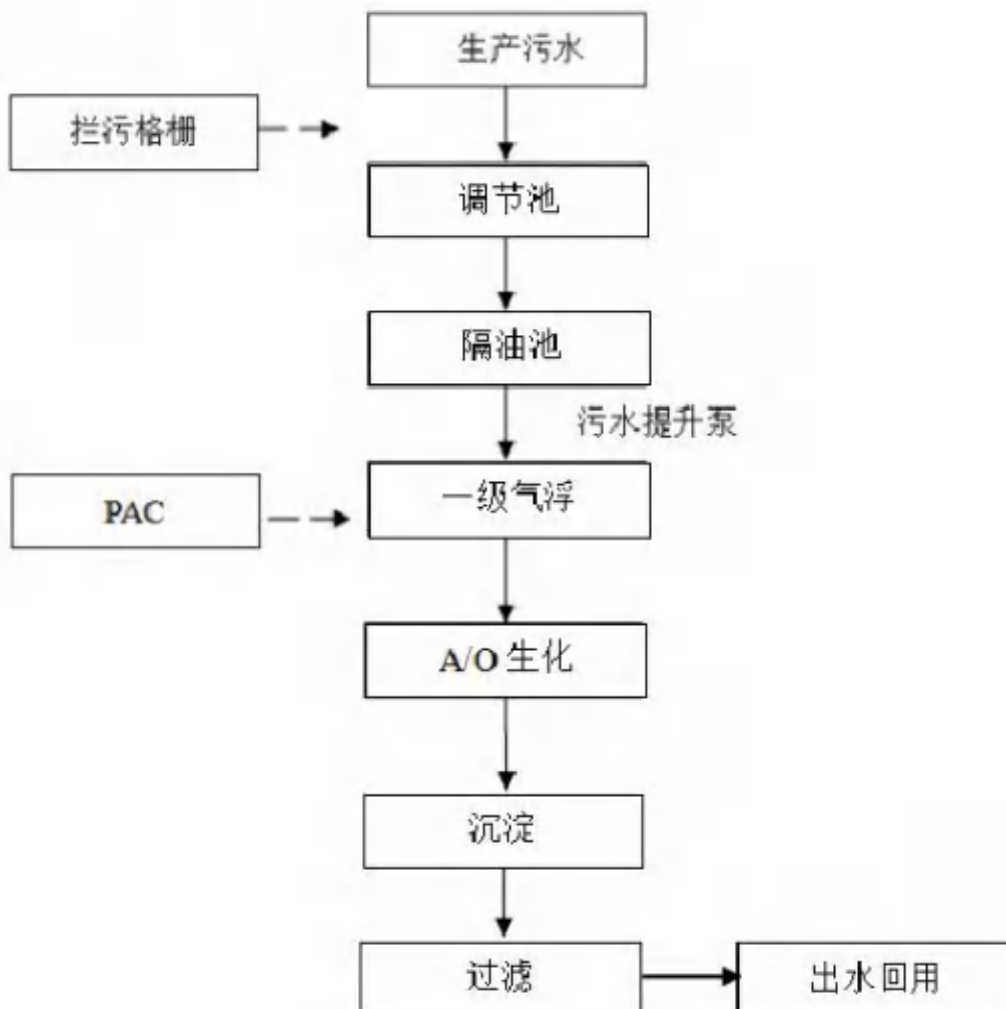 生产污水
拦污格栅
调节池
隔油池
污水提升泵
一级气浮
PAC
A/O 生化
沉淀
过滤
出水回用